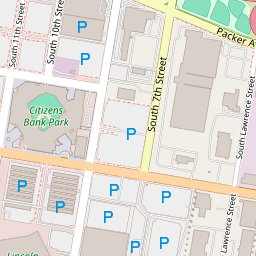 South 11th Street
South 10th Street
Packer A
P
P
South 7th Street
Citizens
Bank Park
P
South Lawrence Street
P
P
P
P
P
P
Lawrence Street
P
Lincoln